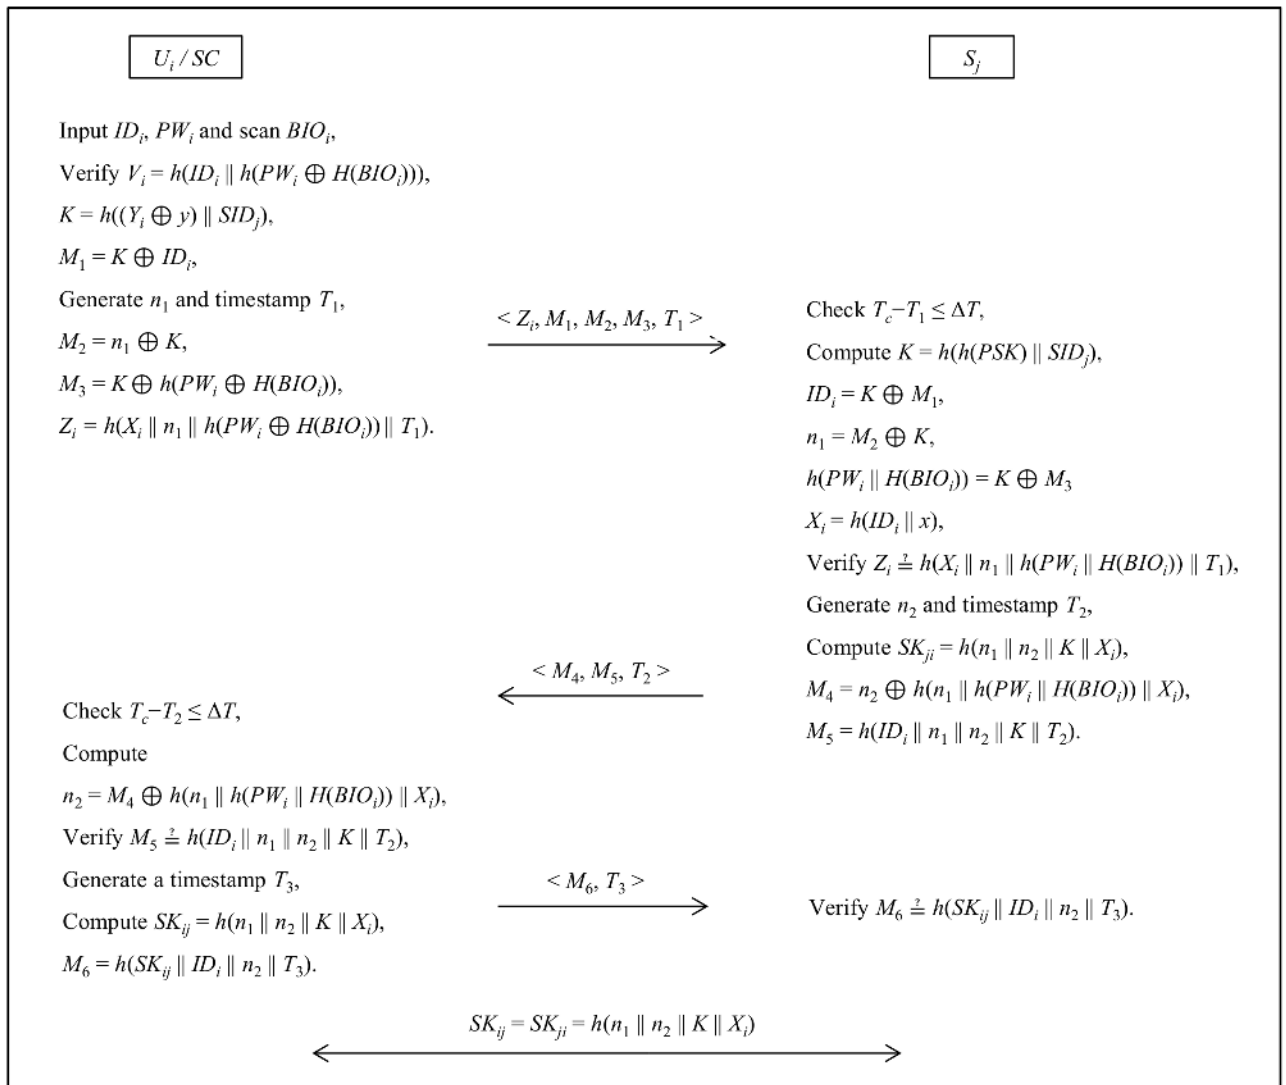 U_i / SC
S_j
Input ID_i, PW_i and scan BIO_i,
Verify V_i = h(ID_i || h(PW_i ⊕ H(BIO_i))),
K = h((Y_i ⊕ y) || SID_j),
M_1 = K ⊕ ID_i,
Generate n_1 and timestamp T_1,
M_2 = n_1 ⊕ K,
M_3 = K ⊕ h(PW_i ⊕ H(BIO_i)),
Z_i = h(X_i || n_1 || h(PW_i ⊕ H(BIO_i)) || T_1).
< Z_i, M_1, M_2, M_3, T_1 >
Check T_c−T_1 ≤ ΔT,
Compute K = h(h(PSK) || SID_j),
ID_i = K ⊕ M_1,
n_1 = M_2 ⊕ K,
h(PW_i || H(BIO_i)) = K ⊕ M_3
X_i = h(ID_i || x),
Verify Z_i ≟ h(X_i || n_1 || h(PW_i || H(BIO_i)) || T_1),
Generate n_2 and timestamp T_2,
Compute SK_ji = h(n_1 || n_2 || K || X_i),
M_4 = n_2 ⊕ h(n_1 || h(PW_i || H(BIO_i)) || X_i),
M_5 = h(ID_i || n_1 || n_2 || K || T_2).
< M_4, M_5, T_2 >
Check T_c−T_2 ≤ ΔT,
Compute
n_2 = M_4 ⊕ h(n_1 || h(PW_i || H(BIO_i)) || X_i),
Verify M_5 ≟ h(ID_i || n_1 || n_2 || K || T_2),
Generate a timestamp T_3,
Compute SK_ij = h(n_1 || n_2 || K || X_i),
M_6 = h(SK_ij || ID_i || n_2 || T_3).
< M_6, T_3 >
Verify M_6 ≟ h(SK_ij || ID_i || n_2 || T_3).
SK_ij = SK_ji = h(n_1 || n_2 || K || X_i)